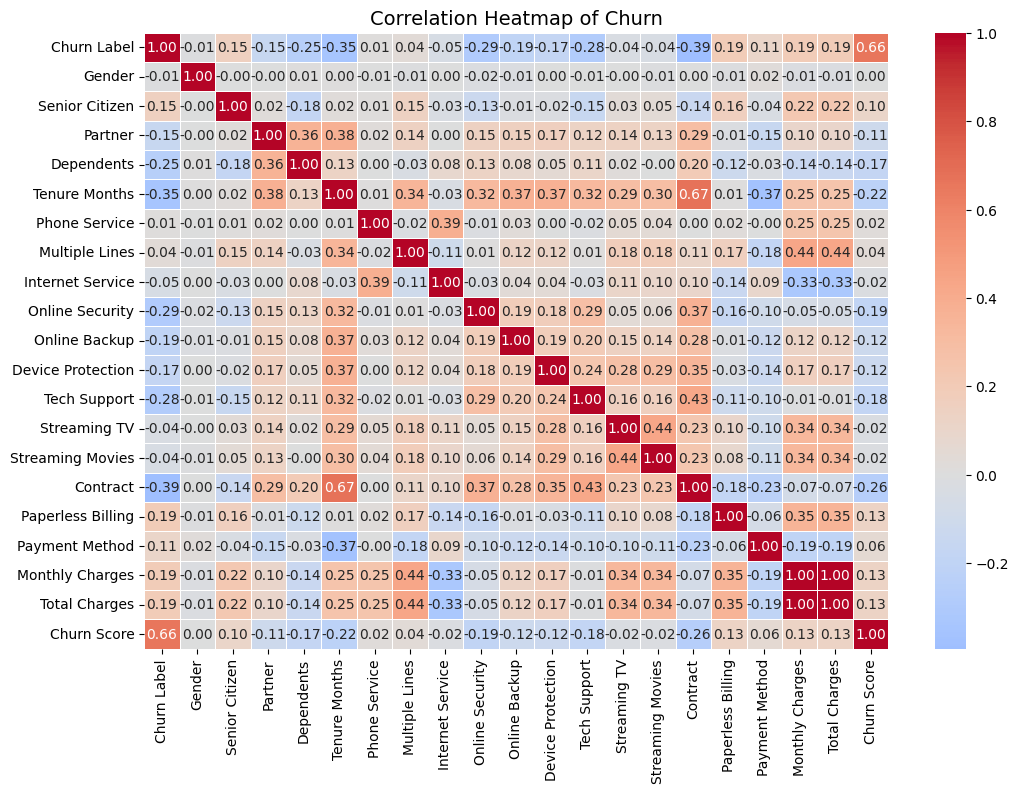 Correlation Heatmap of Churn
Churn Label 1.00 -0.01 0.15 -0.15 -0.25 -0.35 0.01 0.04 -0.05 -0.29 -0.19 -0.17 -0.28 -0.04 -0.04 -0.39 0.19 0.11 0.19 0.19 0.66
Gender -0.01 1.00 -0.00 -0.00 0.01 0.00 -0.01 -0.01 0.00 -0.02 -0.01 0.00 -0.01 -0.00 -0.01 0.00 -0.01 0.02 -0.01 -0.01 0.00
Senior Citizen 0.15 -0.00 1.00 0.02 -0.18 0.02 0.01 0.15 -0.03 -0.13 -0.01 -0.02 -0.15 0.03 0.05 -0.14 0.16 -0.04 0.22 0.22 0.10
Partner -0.15 -0.00 0.02 1.00 0.36 0.38 0.02 0.14 0.00 0.15 0.15 0.17 0.12 0.14 0.13 0.29 -0.01 -0.15 0.10 0.10 -0.11
Dependents -0.25 0.01 -0.18 0.36 1.00 0.13 0.00 -0.03 0.08 0.13 0.08 0.05 0.11 0.02 -0.00 0.20 -0.12 -0.03 -0.14 -0.14 -0.17
Tenure Months -0.35 0.00 0.02 0.38 0.13 1.00 0.01 0.34 -0.03 0.32 0.37 0.37 0.32 0.29 0.30 0.67 0.01 -0.37 0.25 0.25 -0.22
Phone Service 0.01 -0.01 0.01 0.02 0.00 0.01 1.00 -0.02 0.39 -0.01 0.03 0.00 -0.02 0.05 0.04 0.00 0.02 -0.00 0.25 0.25 0.02
Multiple Lines 0.04 -0.01 0.15 0.14 -0.03 0.34 -0.02 1.00 -0.11 0.01 0.12 0.12 0.01 0.18 0.18 0.11 0.17 -0.18 0.44 0.44 0.04
Internet Service -0.05 0.00 -0.03 0.00 0.08 -0.03 0.39 -0.11 1.00 -0.03 0.04 0.04 -0.03 0.11 0.10 0.10 -0.14 0.09 -0.33 -0.33 -0.02
Online Security -0.29 -0.02 -0.13 0.15 0.13 0.32 -0.01 0.01 -0.03 1.00 0.19 0.18 0.29 0.05 0.06 0.37 -0.16 -0.10 -0.05 -0.05 -0.19
Online Backup -0.19 -0.01 -0.01 0.15 0.08 0.37 0.03 0.12 0.04 0.19 1.00 0.19 0.20 0.15 0.14 0.28 -0.01 -0.12 0.12 0.12 -0.12
Device Protection -0.17 0.00 -0.02 0.17 0.05 0.37 0.00 0.12 0.04 0.18 0.19 1.00 0.24 0.28 0.29 0.35 -0.03 -0.14 0.17 0.17 -0.12
Tech Support -0.28 -0.01 -0.15 0.12 0.11 0.32 -0.02 0.01 -0.03 0.29 0.20 0.24 1.00 0.16 0.16 0.43 -0.11 -0.10 -0.01 -0.01 -0.18
Streaming TV -0.04 -0.00 0.03 0.14 0.02 0.29 0.05 0.18 0.11 0.05 0.15 0.28 0.16 1.00 0.44 0.23 0.10 -0.10 0.34 0.34 -0.02
Streaming Movies -0.04 -0.01 0.05 0.13 -0.00 0.30 0.04 0.18 0.10 0.06 0.14 0.29 0.16 0.44 1.00 0.23 0.08 -0.11 0.34 0.34 -0.02
Contract -0.39 0.00 -0.14 0.29 0.20 0.67 0.00 0.11 0.10 0.37 0.28 0.35 0.43 0.23 0.23 1.00 -0.18 -0.23 -0.07 -0.07 -0.26
Paperless Billing 0.19 -0.01 0.16 -0.01 -0.12 0.01 0.02 0.17 -0.14 -0.16 -0.01 -0.03 -0.11 0.10 0.08 -0.18 1.00 -0.06 0.35 0.35 0.13
Payment Method 0.11 0.02 -0.04 -0.15 -0.03 -0.37 -0.00 -0.18 0.09 -0.10 -0.12 -0.14 -0.10 -0.10 -0.11 -0.23 -0.06 1.00 -0.19 -0.19 0.06
Monthly Charges 0.19 -0.01 0.22 0.10 -0.14 0.25 0.25 0.44 -0.33 -0.05 0.12 0.17 -0.01 0.34 0.34 -0.07 0.35 -0.19 1.00 1.00 0.13
Total Charges 0.19 -0.01 0.22 0.10 -0.14 0.25 0.25 0.44 -0.33 -0.05 0.12 0.17 -0.01 0.34 0.34 -0.07 0.35 -0.19 1.00 1.00 0.13
Churn Score 0.66 0.00 0.10 -0.11 -0.17 -0.22 0.02 0.04 -0.02 -0.19 -0.12 -0.12 -0.18 -0.02 -0.02 -0.26 0.13 0.06 0.13 0.13 1.00
Churn Label
Gender
Senior Citizen
Partner
Dependents
Tenure Months
Phone Service
Multiple Lines
Internet Service
Online Security
Online Backup
Device Protection
Tech Support
Streaming TV
Streaming Movies
Contract
Paperless Billing
Payment Method
Monthly Charges
Total Charges
Churn Score
1.0
0.8
0.6
0.4
0.2
0.0
−0.2